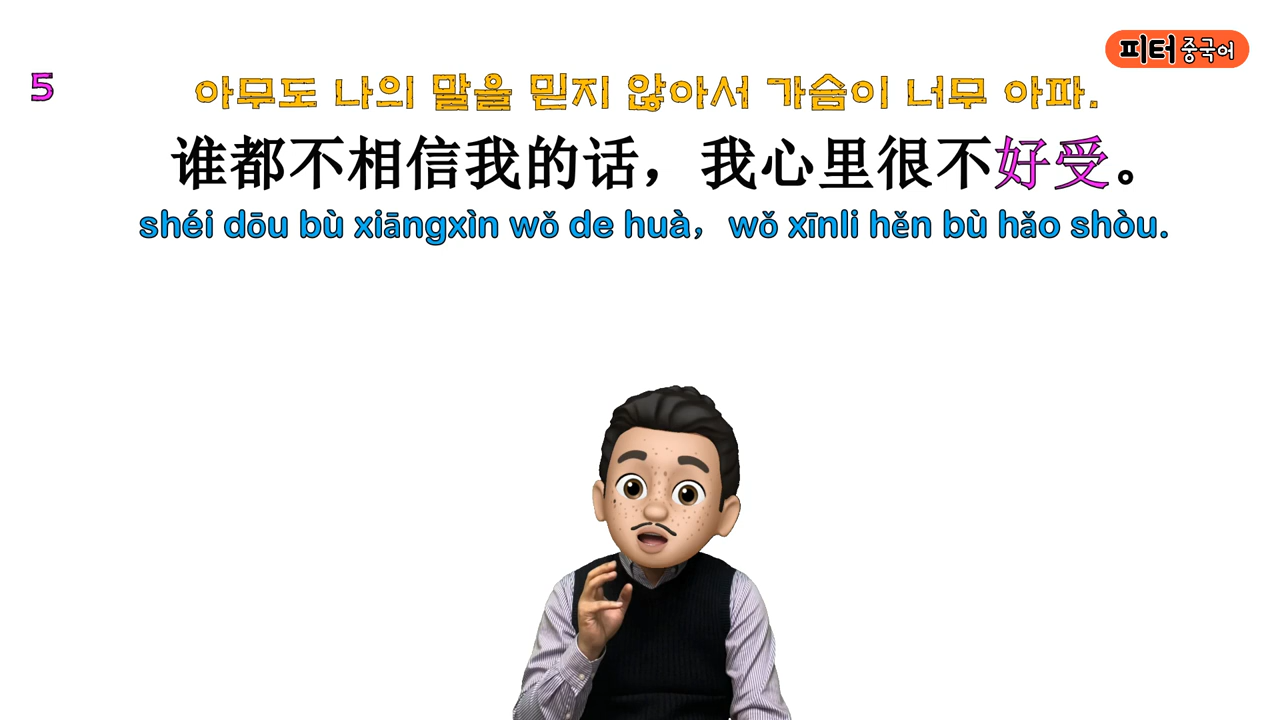 피터 중국어
5
아무도 나의 말을 믿지 않아서 가슴이 너무 아파.
谁都不相信我的话，我心里很不好受。
shéi dōu bù xiāngxìn wǒ de huà，wǒ xīnli hěn bù hǎo shòu.